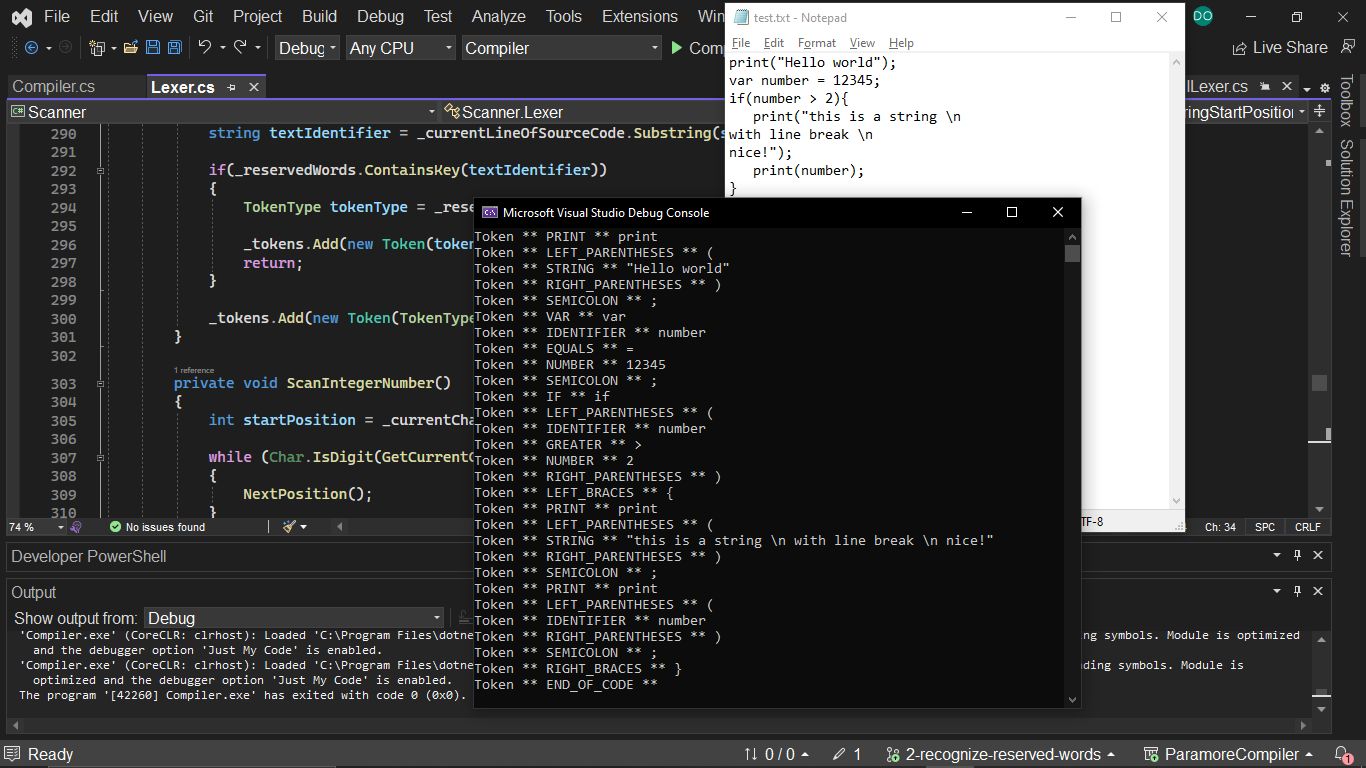 File Edit View Git Project Build Debug Test Analyze Tools Extensions Win
DO
Debug Any CPU Compiler Com
Live Share
Compiler.cs Lexer.cs
lLexer.cs
C# Scanner Scanner.Lexer
ringStartPosition
Toolbox
Solution Explorer
290 string textIdentifier = _currentLineOfSourceCode.Substring(s
291
292 if(_reservedWords.ContainsKey(textIdentifier))
293 {
294 TokenType tokenType = _rese
295
296 _tokens.Add(new Token(token
297 return;
298 }
299
300 _tokens.Add(new Token(TokenType
301 }
302
1 reference
303 private void ScanIntegerNumber()
304 {
305 int startPosition = _currentCha
306
307 while (Char.IsDigit(GetCurrentC
308 {
309 NextPosition();
310 }
74 % No issues found
Ch: 34 SPC CRLF
test.txt - Notepad
File Edit Format View Help
print("Hello world");
var number = 12345;
if(number > 2){
print("this is a string \n
with line break \n
nice!");
print(number);
}
TF-8
Microsoft Visual Studio Debug Console
Token ** PRINT ** print
Token ** LEFT_PARENTHESES ** (
Token ** STRING ** "Hello world"
Token ** RIGHT_PARENTHESES ** )
Token ** SEMICOLON ** ;
Token ** VAR ** var
Token ** IDENTIFIER ** number
Token ** EQUALS ** =
Token ** NUMBER ** 12345
Token ** SEMICOLON ** ;
Token ** IF ** if
Token ** LEFT_PARENTHESES ** (
Token ** IDENTIFIER ** number
Token ** GREATER ** >
Token ** NUMBER ** 2
Token ** RIGHT_PARENTHESES ** )
Token ** LEFT_BRACES ** {
Token ** PRINT ** print
Token ** LEFT_PARENTHESES ** (
Token ** STRING ** "this is a string \n with line break \n nice!"
Token ** RIGHT_PARENTHESES ** )
Token ** SEMICOLON ** ;
Token ** PRINT ** print
Token ** LEFT_PARENTHESES ** (
Token ** IDENTIFIER ** number
Token ** RIGHT_PARENTHESES ** )
Token ** SEMICOLON ** ;
Token ** RIGHT_BRACES ** }
Token ** END_OF_CODE **
Developer PowerShell
Output
Show output from: Debug
'Compiler.exe' (CoreCLR: clrhost): Loaded 'C:\Program Files\dotne ng symbols. Module is optimized
and the debugger option 'Just My Code' is enabled.
'Compiler.exe' (CoreCLR: clrhost): Loaded 'C:\Program Files\dotne ding symbols. Module is
optimized and the debugger option 'Just My Code' is enabled.
The program '[42260] Compiler.exe' has exited with code 0 (0x0).
Ready 0 / 0 1 2-recognize-reserved-words ParamoreCompiler 1